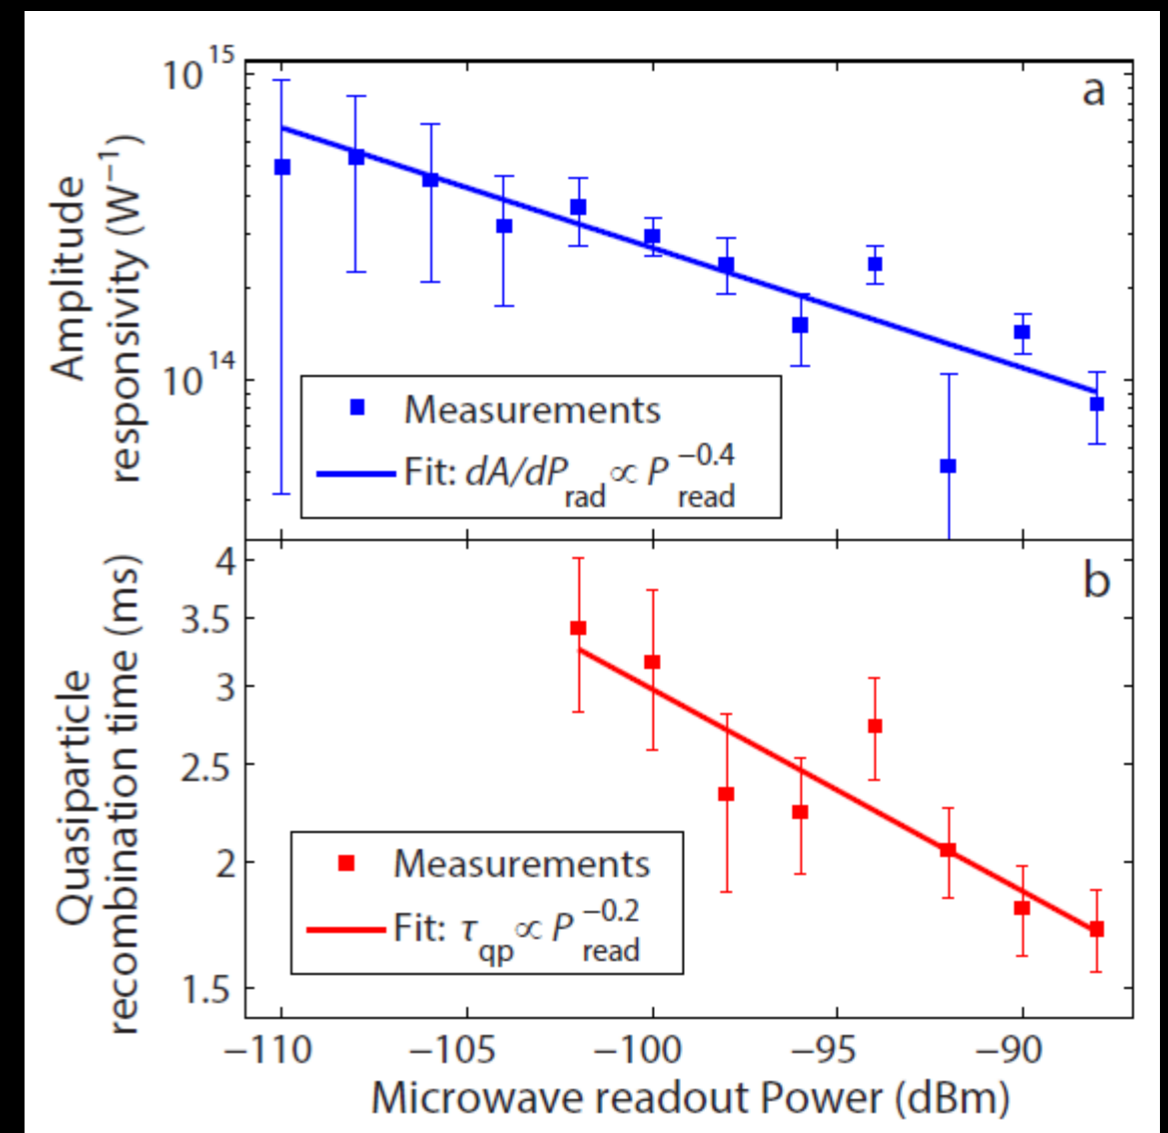 a
10^15
10^14
Amplitude
responsivity (W^−1)
Measurements
Fit: dA/dP_rad ∝ P_read^−0.4
b
4
3.5
3
2.5
2
1.5
Quasiparticle
recombination time (ms)
Measurements
Fit: τ_qp ∝ P_read^−0.2
−110 −105 −100 −95 −90
Microwave readout Power (dBm)